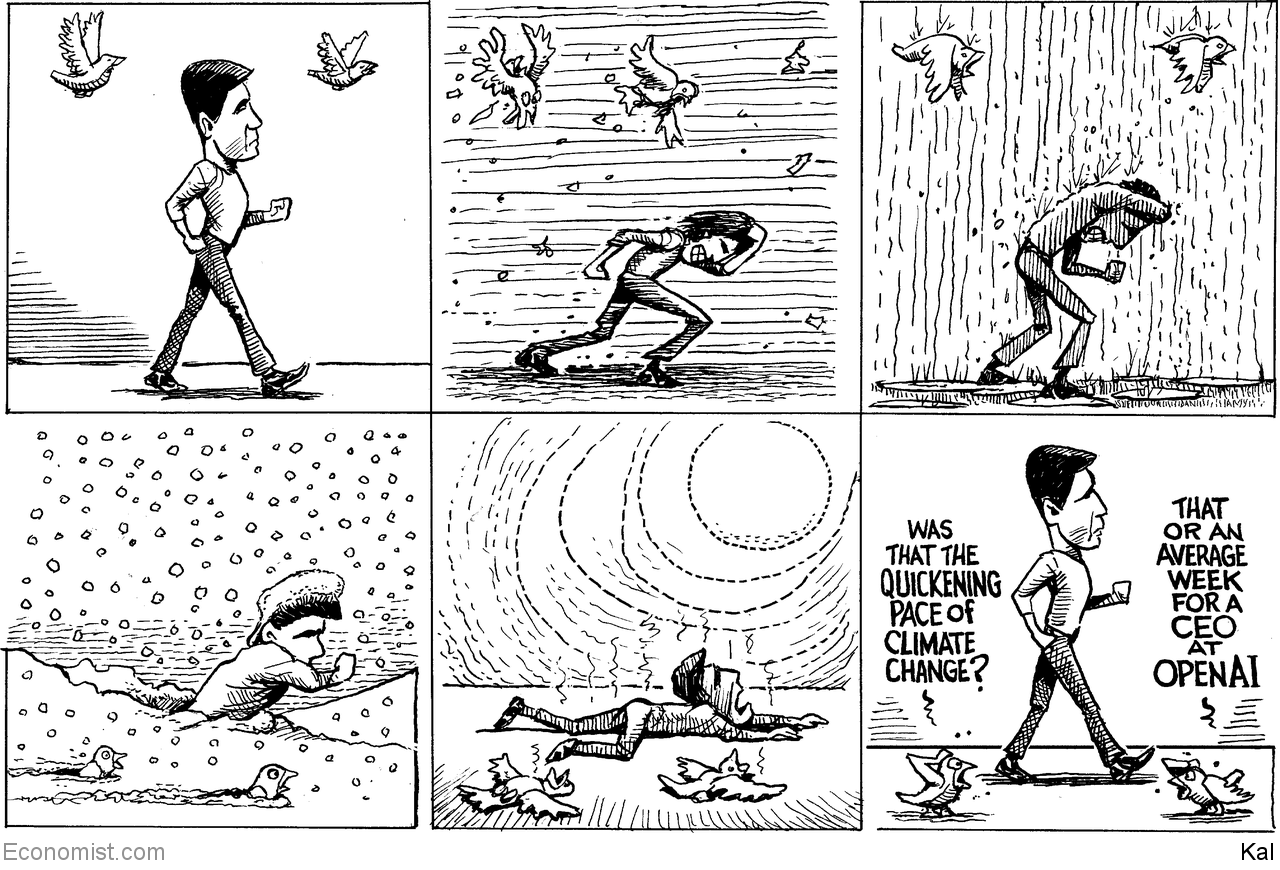 WAS
THAT THE
QUICKENING
PACE OF
CLIMATE
CHANGE?
THAT
OR AN
AVERAGE
WEEK
FOR A
CEO
AT
OPENAI
Economist.com
Kal